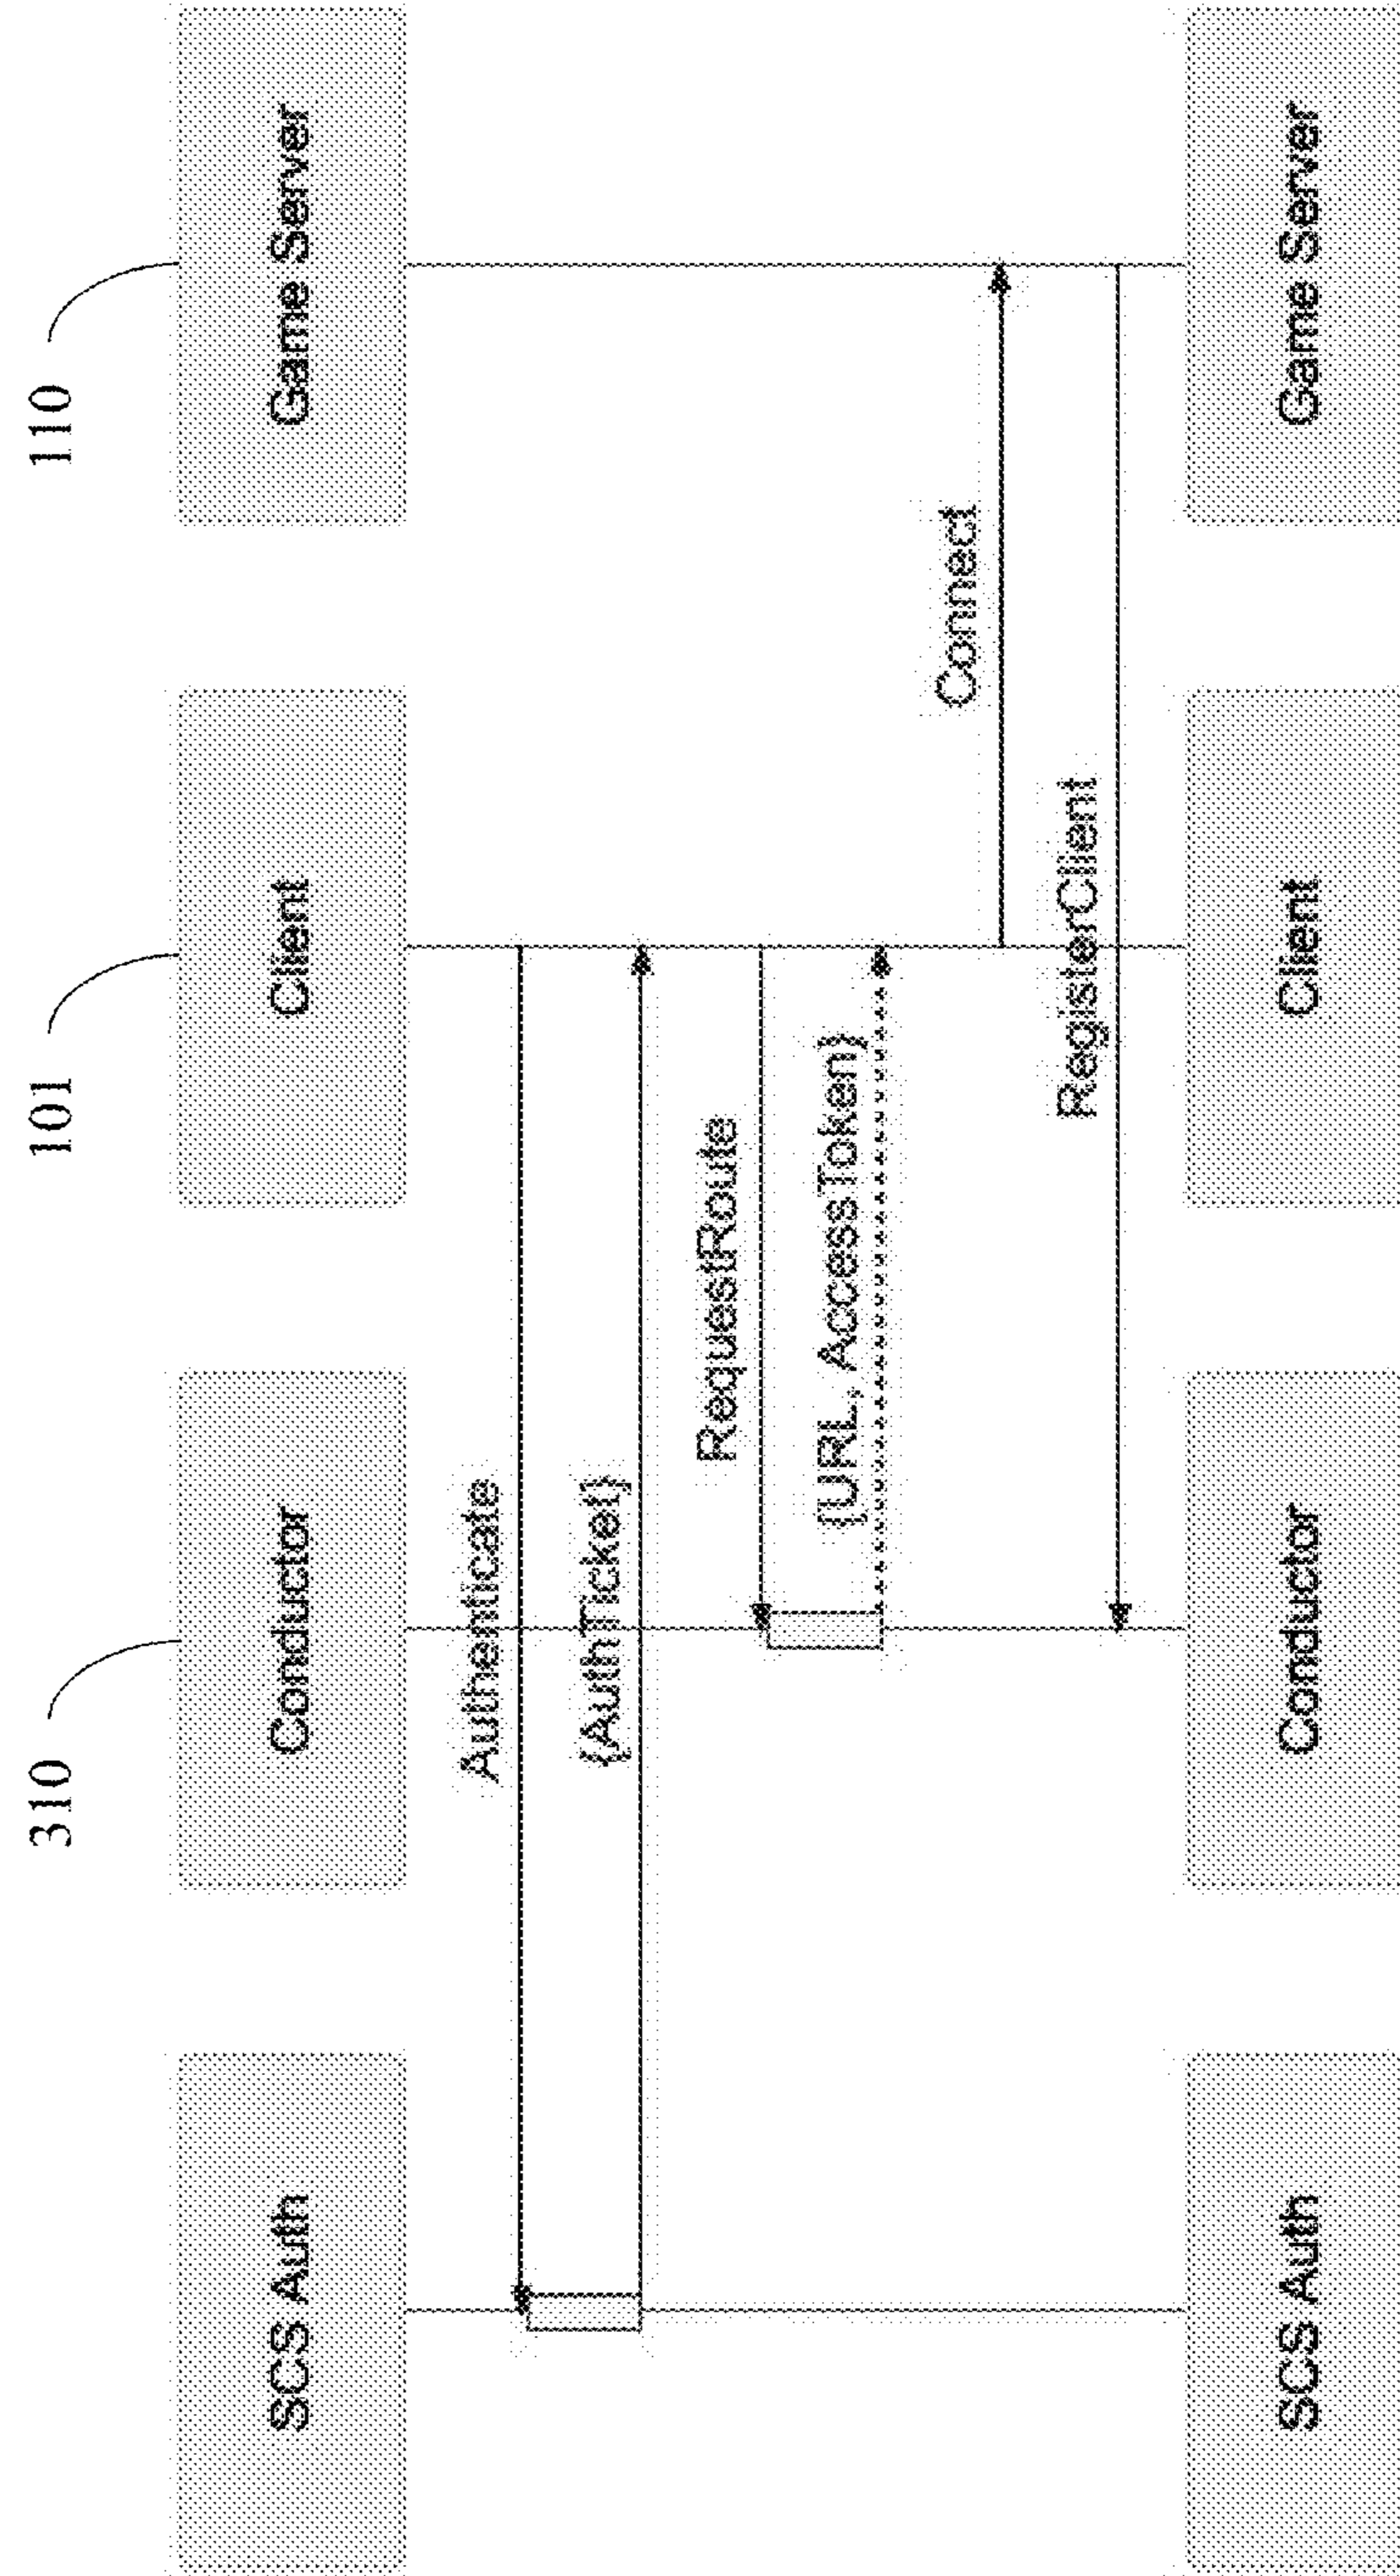 310
101
110
SCS Auth
Conductor
Client
Game Server
Authenticate
{AuthTicket}
RequestRoute
{URL, AccessToken}
Connect
RegisterClient
SCS Auth
Conductor
Client
Game Server